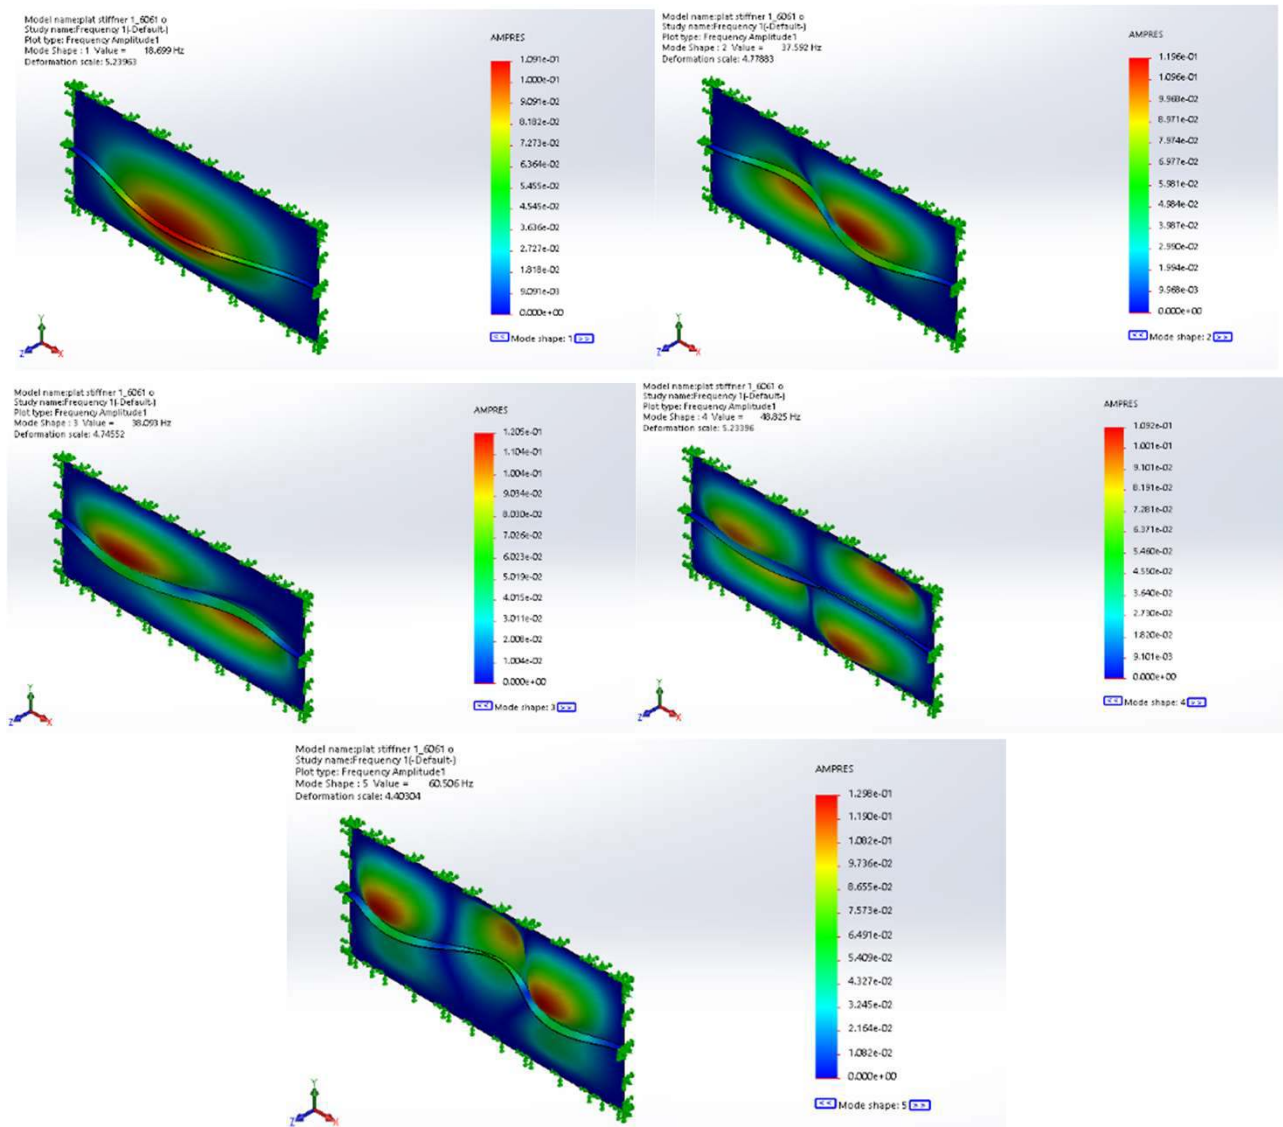 Model name:plat stiffner 1_6061 o
Study name:Frequency 1(-Default-)
Plot type: Frequency Amplitude1
Mode Shape : 1 Value = 18.699 Hz
Deformation scale: 5.23963
AMPRES
1.091e-01
1.000e-01
9.091e-02
8.182e-02
7.273e-02
6.364e-02
5.455e-02
4.545e-02
3.636e-02
2.727e-02
1.818e-02
9.091e-03
0.000e+00
<< Mode shape: 1 >>
Y
Z X
Model name:plat stiffner 1_6061 o
Study name:Frequency 1(-Default-)
Plot type: Frequency Amplitude1
Mode Shape : 2 Value = 37.592 Hz
Deformation scale: 4.77883
AMPRES
1.196e-01
1.096e-01
9.968e-02
8.971e-02
7.974e-02
6.977e-02
5.981e-02
4.984e-02
3.987e-02
2.990e-02
1.994e-02
9.968e-03
0.000e+00
<< Mode shape: 2 >>
Y
Z X
Model name:plat stiffner 1_6061 o
Study name:Frequency 1(-Default-)
Plot type: Frequency Amplitude1
Mode Shape : 3 Value = 38.093 Hz
Deformation scale: 4.74552
AMPRES
1.205e-01
1.104e-01
1.004e-01
9.034e-02
8.030e-02
7.026e-02
6.023e-02
5.019e-02
4.015e-02
3.011e-02
2.008e-02
1.004e-02
0.000e+00
<< Mode shape: 3 >>
Y
Z X
Model name:plat stiffner 1_6061 o
Study name:Frequency 1(-Default-)
Plot type: Frequency Amplitude1
Mode Shape : 4 Value = 48.825 Hz
Deformation scale: 5.23396
AMPRES
1.092e-01
1.001e-01
9.101e-02
8.191e-02
7.281e-02
6.371e-02
5.460e-02
4.550e-02
3.640e-02
2.730e-02
1.820e-02
9.101e-03
0.000e+00
<< Mode shape: 4 >>
Y
Z X
Model name:plat stiffner 1_6061 o
Study name:Frequency 1(-Default-)
Plot type: Frequency Amplitude1
Mode Shape : 5 Value = 60.506 Hz
Deformation scale: 4.40304
AMPRES
1.298e-01
1.190e-01
1.082e-01
9.736e-02
8.655e-02
7.573e-02
6.491e-02
5.409e-02
4.327e-02
3.245e-02
2.164e-02
1.082e-02
0.000e+00
<< Mode shape: 5 >>
Y
Z X